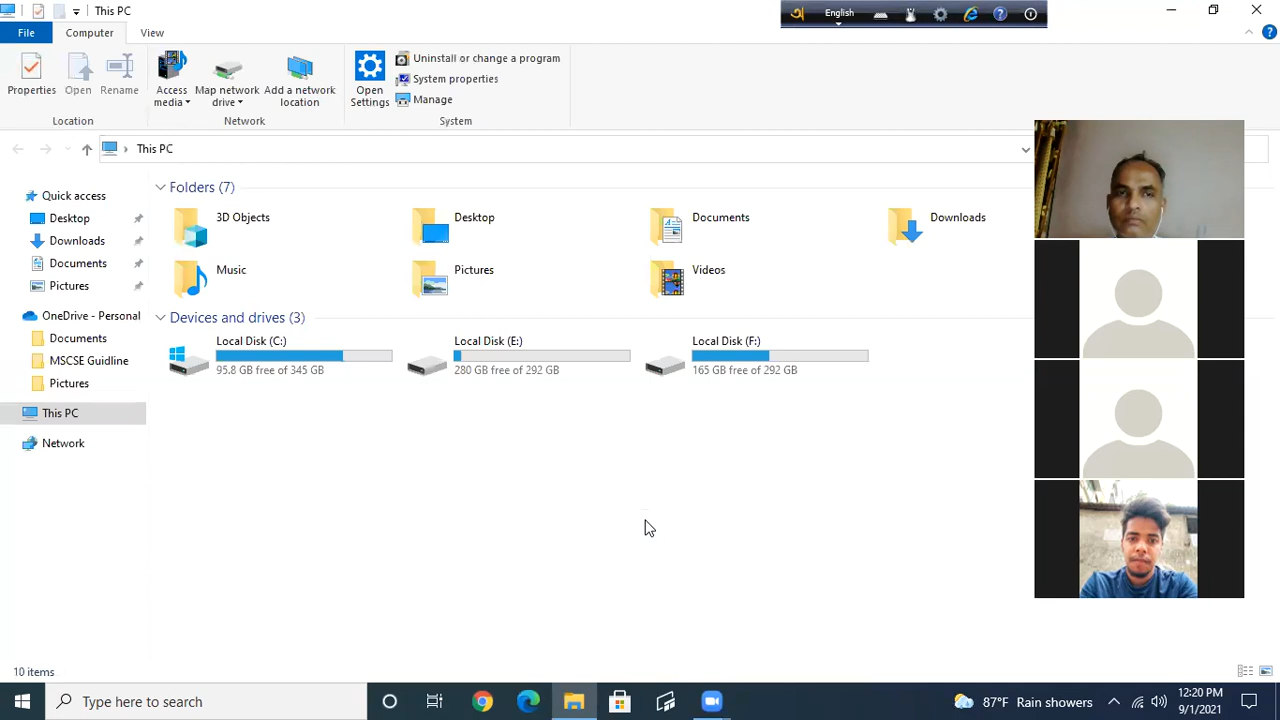 This PC
অ English
File Computer View
Properties Open Rename Access media Map network drive Add a network location Open Settings Uninstall or change a program
System properties
Manage
Location Network System
This PC
Quick access
Desktop
Downloads
Documents
Pictures
OneDrive - Personal
Documents
MSCSE Guidline
Pictures
This PC
Network
Folders (7)
3D Objects Desktop Documents Downloads
Music Pictures Videos
Devices and drives (3)
Local Disk (C:) Local Disk (E:) Local Disk (F:)
95.8 GB free of 345 GB 280 GB free of 292 GB 165 GB free of 292 GB
10 items
Type here to search
87°F Rain showers
12:20 PM
9/1/2021